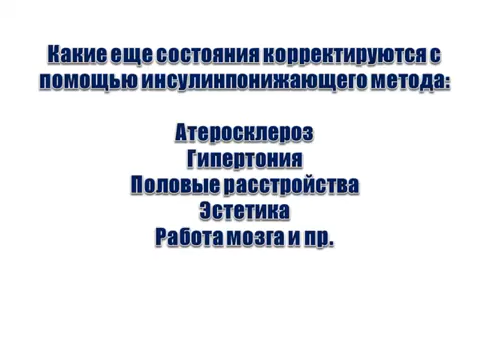 Какие еще состояния корректируются с
помощью инсулинпонижающего метода:
Атеросклероз
Гипертония
Половые расстройства
Эстетика
Работа мозга и пр.